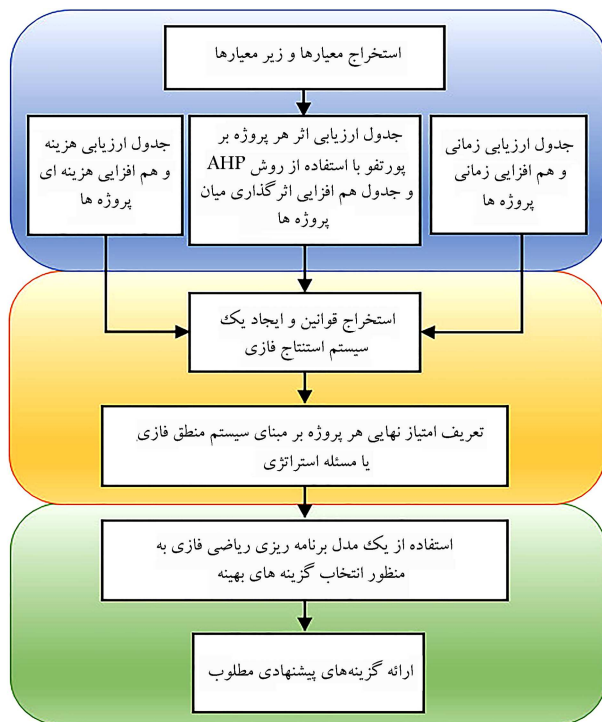 استخراج معیارها و زیر معیارها
جدول ارزیابی زمانی
و هم افزایی زمانی
پروژه ها
جدول ارزیابی اثر هر پروژه بر
پورتفو با استفاده از روش AHP
و جدول هم افزایی اثرگذاری میان
پروژه ها
جدول ارزیابی هزینه
و هم افزایی هزینه ای
پروژه ها
استخراج قوانین و ایجاد یک
سیستم استنتاج فازی
تعریف امتیاز نهایی هر پروژه بر مبنای سیستم منطق فازی
یا مسئله استراتژی
استفاده از یک مدل برنامه ریزی ریاضی فازی به
منظور انتخاب گزینه های بهینه
ارائه گزینه‌های پیشنهادی مطلوب